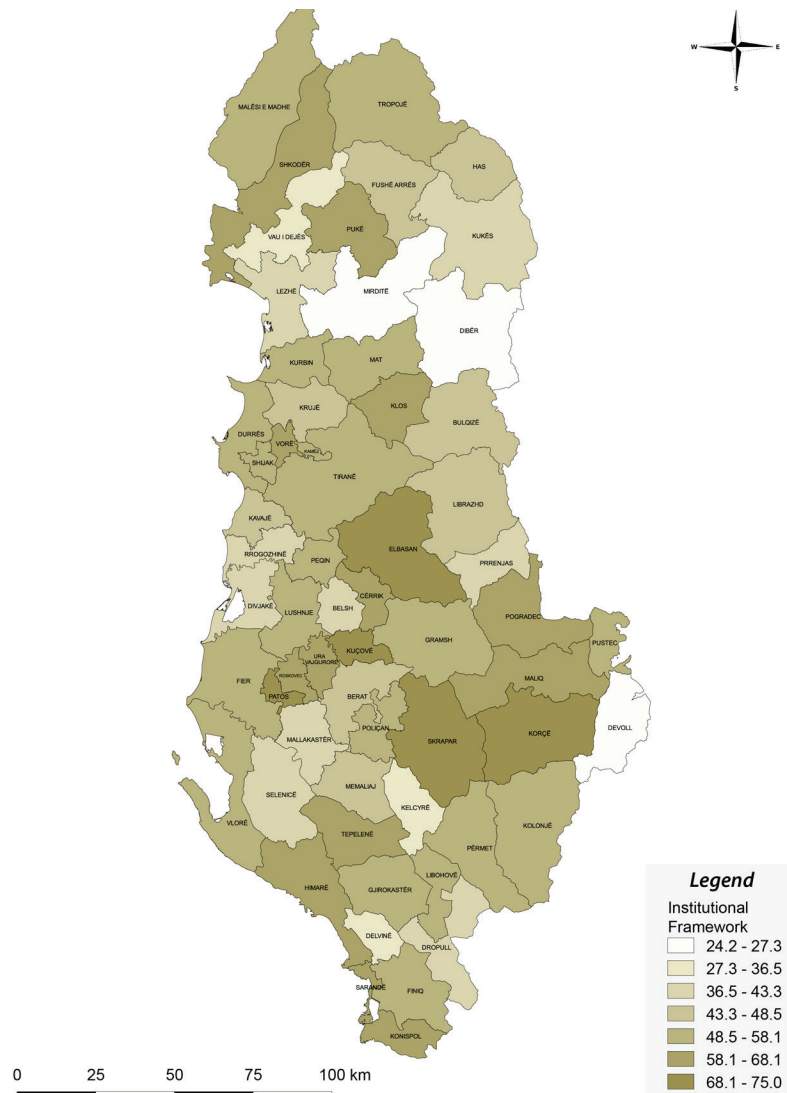 N
W E
S
MALËSI E MADHE
TROPOJË
SHKODËR
HAS
FUSHË ARRËS
PUKË
VAU I DEJËS
KUKËS
LEZHË
MIRDITË
DIBËR
MAT
KURBIN
KLOS
KRUJË
BULQIZË
DURRËS
VORË
KAMËZ
SHIJAK
TIRANË
LIBRAZHD
KAVAJË
ELBASAN
RROGOZHINË
PEQIN
PRRENJAS
CËRRIK
DIVJAKË
BELSH
LUSHNJE
POGRADEC
GRAMSH
PUSTEC
KUÇOVË
URA
VAJGURORE
ROSKOVEC
FIER
MALIQ
PATOS
BERAT
POLIÇAN
DEVOLL
KORÇË
MALLAKASTËR
SKRAPAR
MEMALIAJ
SELENICË
KELCYRË
VLORË
KOLONJË
TEPELENË
PËRMET
LIBOHOVË
HIMARË
GJIROKASTËR
DELVINË
DROPULL
SARANDË
FINIQ
KONISPOL
Legend
Institutional
Framework
24.2 - 27.3
27.3 - 36.5
36.5 - 43.3
43.3 - 48.5
48.5 - 58.1
58.1 - 68.1
68.1 - 75.0
0 25 50 75 100 km